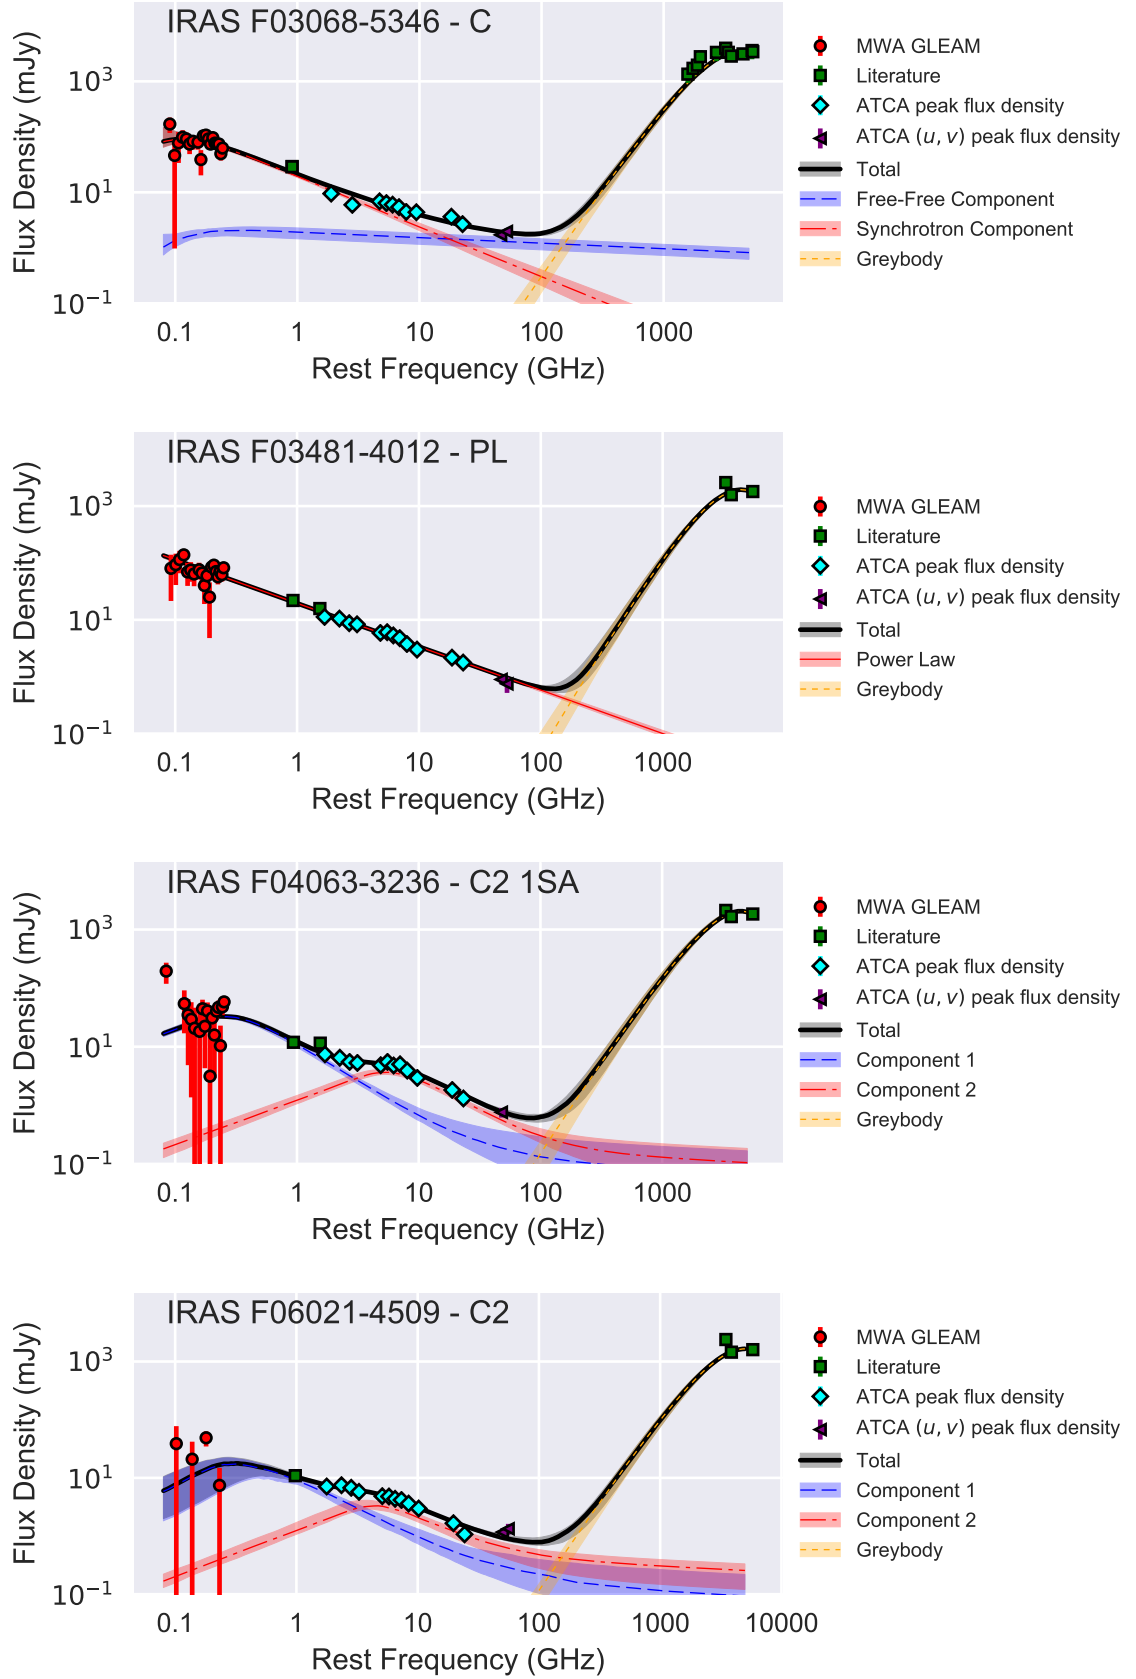 IRAS F03068-5346 - C
Flux Density (mJy)
10³
10¹
10⁻¹
0.1 1 10 100 1000
Rest Frequency (GHz)
MWA GLEAM
Literature
ATCA peak flux density
ATCA (u, v) peak flux density
Total
Free-Free Component
Synchrotron Component
Greybody
IRAS F03481-4012 - PL
Flux Density (mJy)
10³
10¹
10⁻¹
0.1 1 10 100 1000
Rest Frequency (GHz)
MWA GLEAM
Literature
ATCA peak flux density
ATCA (u, v) peak flux density
Total
Power Law
Greybody
IRAS F04063-3236 - C2 1SA
Flux Density (mJy)
10³
10¹
10⁻¹
0.1 1 10 100 1000
Rest Frequency (GHz)
MWA GLEAM
Literature
ATCA peak flux density
ATCA (u, v) peak flux density
Total
Component 1
Component 2
Greybody
IRAS F06021-4509 - C2
Flux Density (mJy)
10³
10¹
10⁻¹
0.1 1 10 100 1000 10000
Rest Frequency (GHz)
MWA GLEAM
Literature
ATCA peak flux density
ATCA (u, v) peak flux density
Total
Component 1
Component 2
Greybody